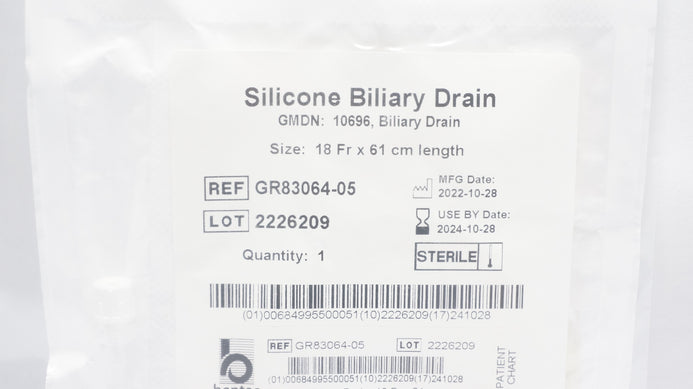 Silicone Biliary Drain
GMDN: 10696, Biliary Drain
Size: 18 Fr x 61 cm length
REF GR83064-05
MFG Date:
2022-10-28
LOT 2226209
USE BY Date:
2024-10-28
Quantity: 1
STERILE
(01)00684995500051(10)2226209(17)241028
REF GR83064-05 LOT 2226209
(01)00684995500051(10)2226209(17)241028
PATIENT
CHART